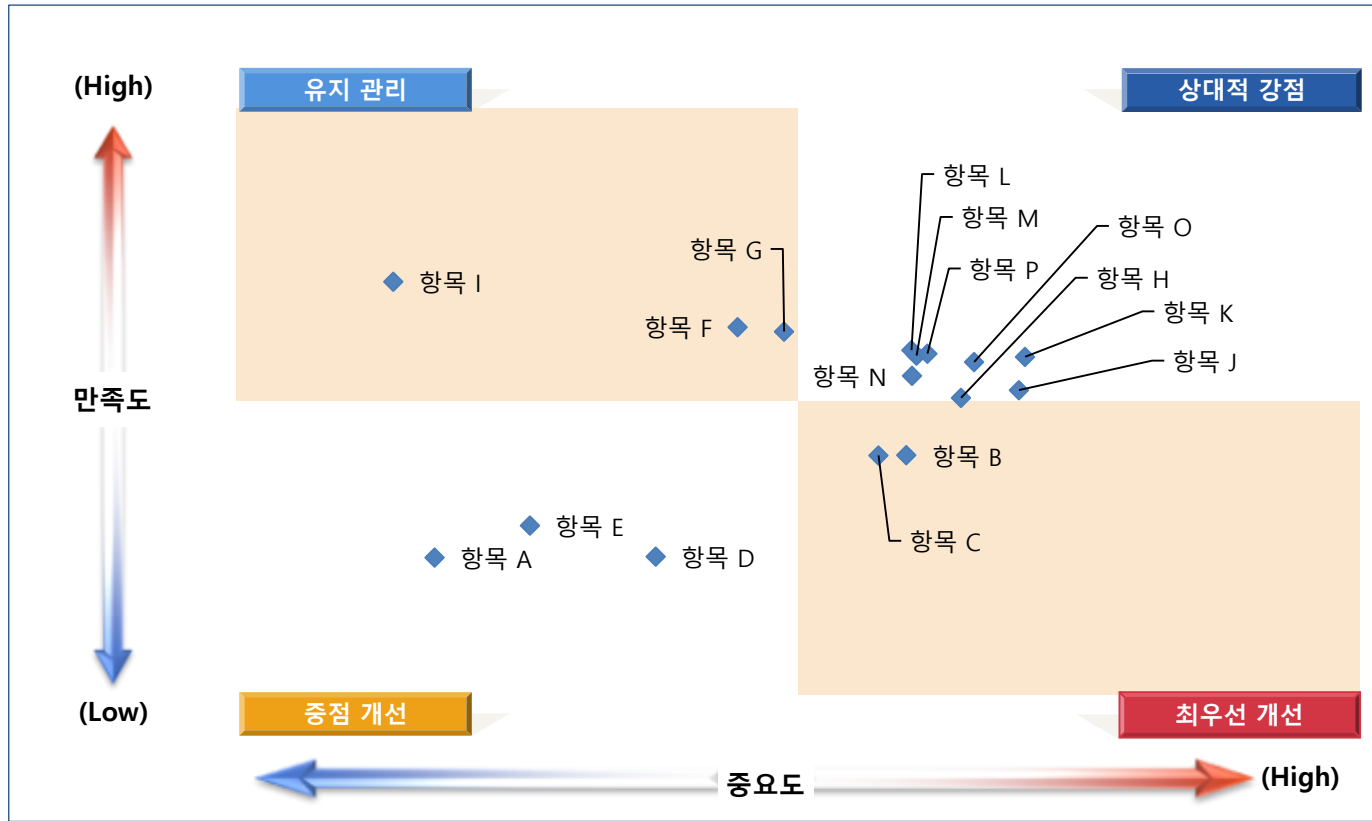 (High)
유지 관리
상대적 강점
항목 L
항목 M
항목 O
항목 G
항목 P
항목 H
항목 I
항목 K
항목 F
항목 J
항목 N
만족도
항목 B
항목 E
항목 C
항목 A
항목 D
(Low)
중점 개선
최우선 개선
중요도
(High)